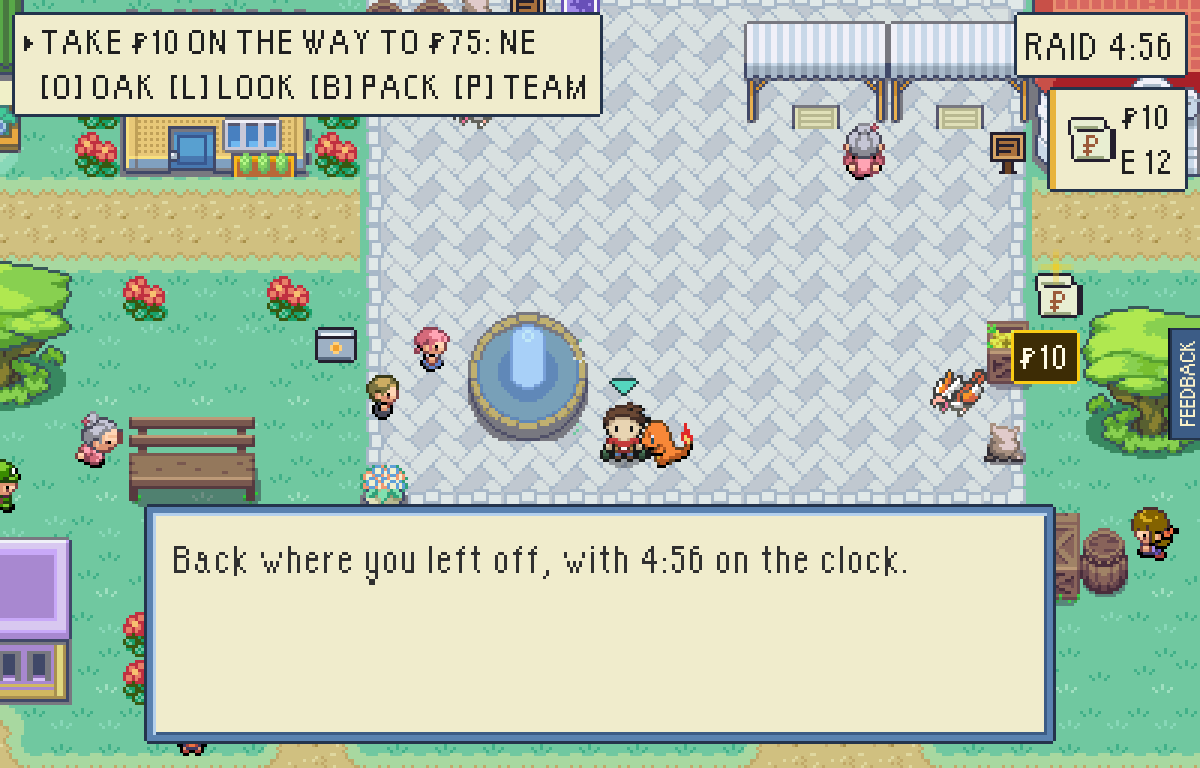 ▸TAKE ₽10 ON THE WAY TO ₽75: NE
[O] OAK [L] LOOK [B] PACK [P] TEAM
RAID 4:56
₽10
₽
E 12
₽
₽10
FEEDBACK
Back where you left off, with 4:56 on the clock.